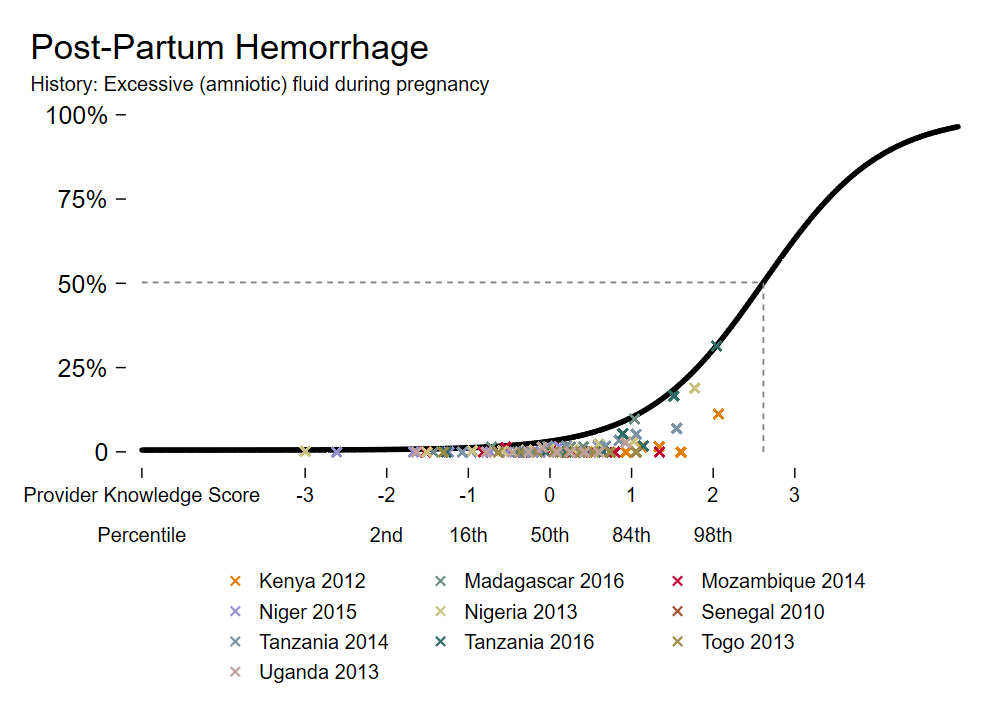 Post-Partum Hemorrhage
History: Excessive (amniotic) fluid during pregnancy
100%
75%
50%
25%
0
Provider Knowledge Score -3 -2 -1 0 1 2 3
Percentile 2nd 16th 50th 84th 98th
Kenya 2012 Madagascar 2016 Mozambique 2014
Niger 2015 Nigeria 2013 Senegal 2010
Tanzania 2014 Tanzania 2016 Togo 2013
Uganda 2013